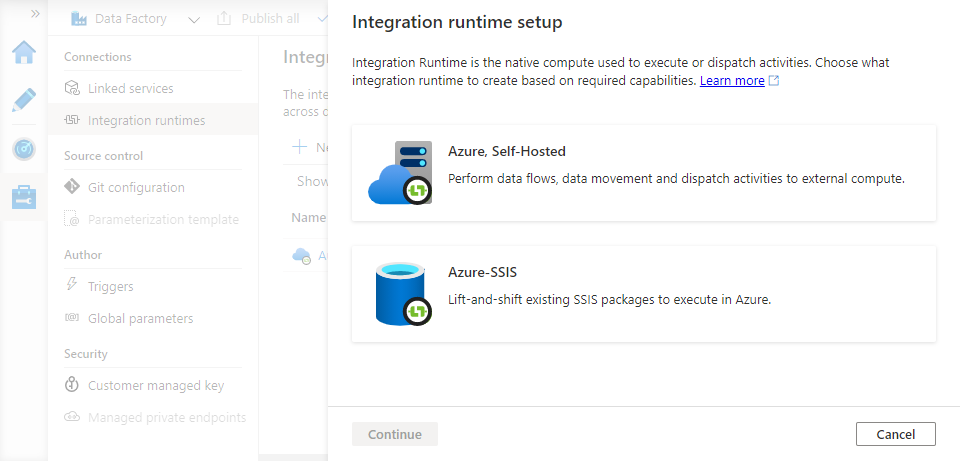 »
Data Factory
Publish all
Connections
Linked services
Integration runtimes
Source control
Git configuration
Parameterization template
Author
Triggers
Global parameters
Security
Customer managed key
Managed private endpoints
Integ
The inte
across d
Ne
Show
Name
A
Integration runtime setup
Integration Runtime is the native compute used to execute or dispatch activities. Choose what
integration runtime to create based on required capabilities. Learn more
Azure, Self-Hosted
Perform data flows, data movement and dispatch activities to external compute.
Azure-SSIS
Lift-and-shift existing SSIS packages to execute in Azure.
Continue
Cancel